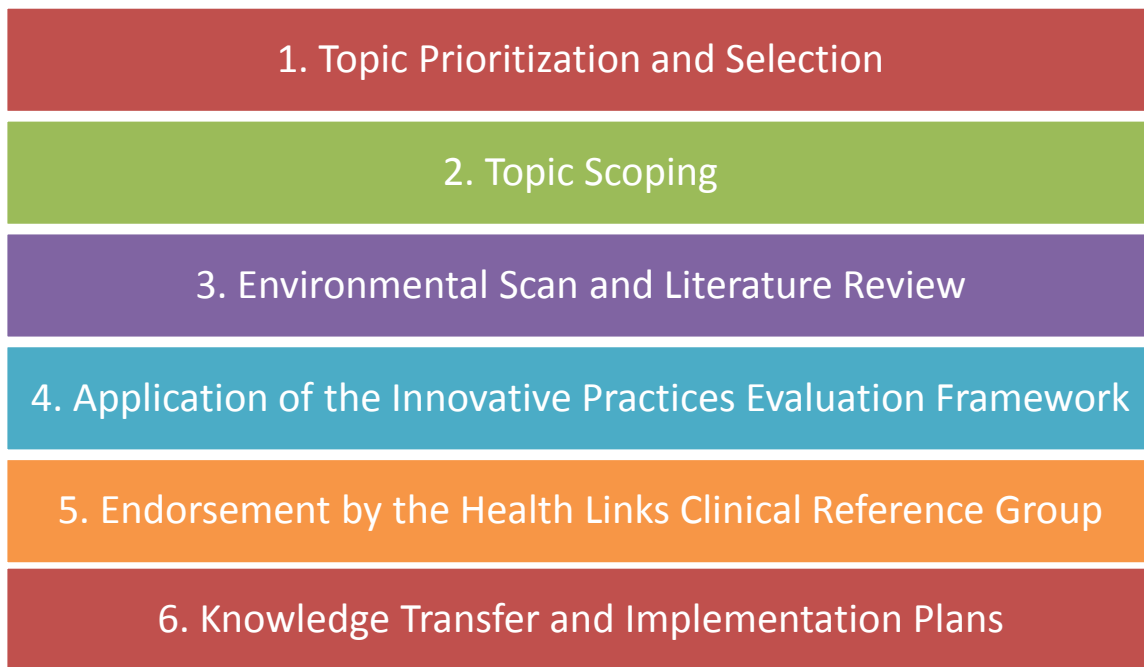 1. Topic Prioritization and Selection
2. Topic Scoping
3. Environmental Scan and Literature Review
4. Application of the Innovative Practices Evaluation Framework
5. Endorsement by the Health Links Clinical Reference Group
6. Knowledge Transfer and Implementation Plans